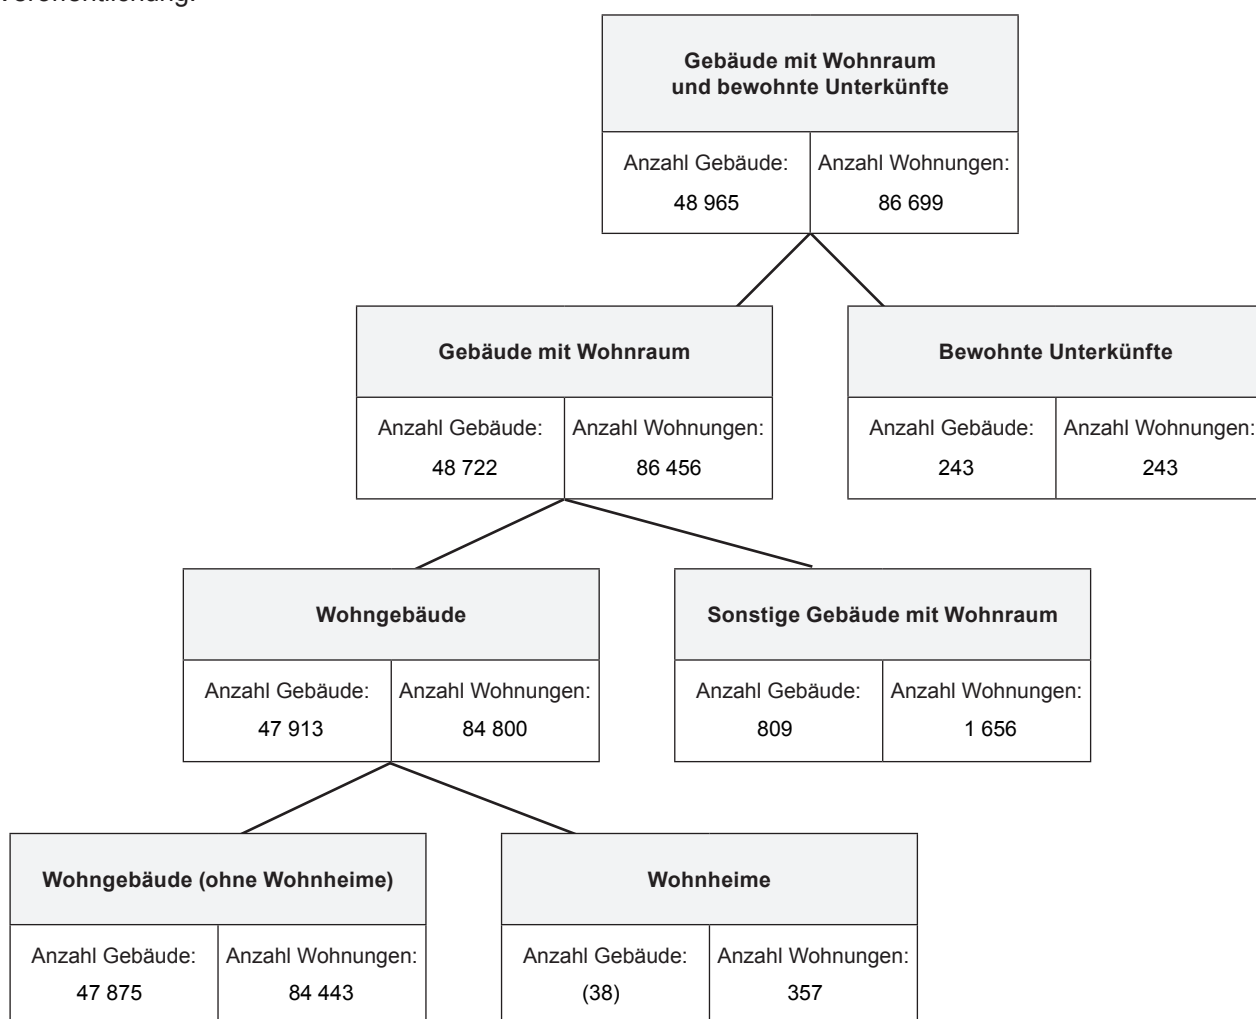 Veröffentlichung.
Gebäude mit Wohnraum
und bewohnte Unterkünfte
Anzahl Gebäude: Anzahl Wohnungen:
48 965 86 699
Gebäude mit Wohnraum Bewohnte Unterkünfte
Anzahl Gebäude: Anzahl Wohnungen: Anzahl Gebäude: Anzahl Wohnungen:
48 722 86 456 243 243
Wohngebäude Sonstige Gebäude mit Wohnraum
Anzahl Gebäude: Anzahl Wohnungen: Anzahl Gebäude: Anzahl Wohnungen:
47 913 84 800 809 1 656
Wohngebäude (ohne Wohnheime) Wohnheime
Anzahl Gebäude: Anzahl Wohnungen: Anzahl Gebäude: Anzahl Wohnungen:
47 875 84 443 (38) 357